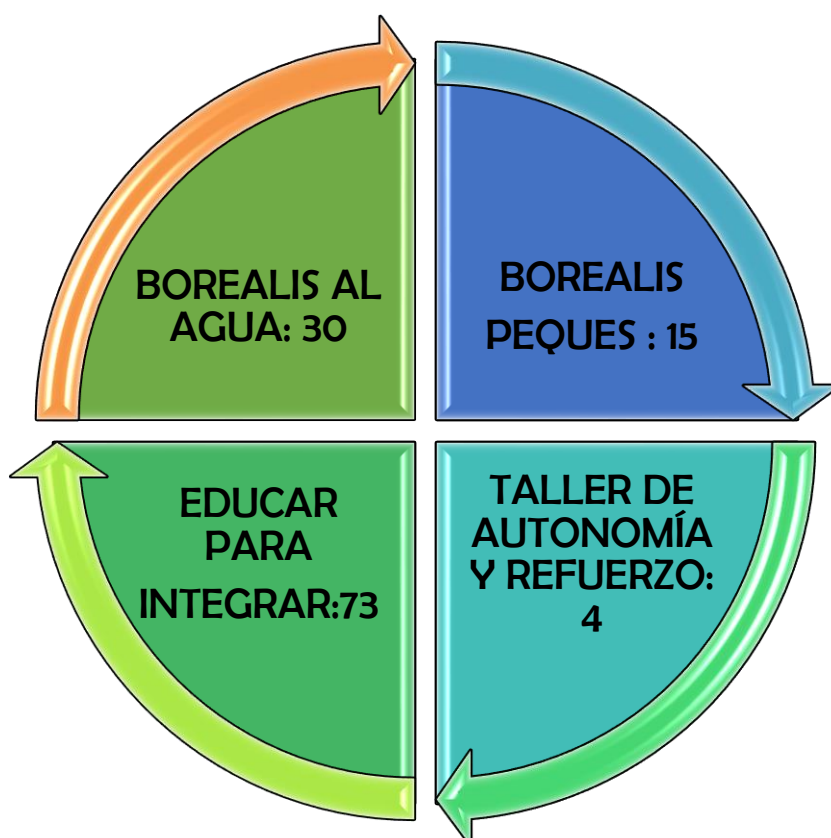 BOREALIS AL
AGUA: 30
BOREALIS
PEQUES : 15
EDUCAR
PARA
INTEGRAR:73
TALLER DE
AUTONOMÍA
Y REFUERZO:
4